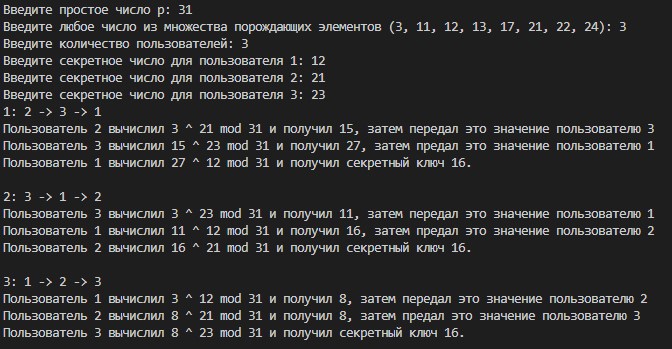 Введите простое число p: 31
Введите любое число из множества порождающих элементов (3, 11, 12, 13, 17, 21, 22, 24): 3
Введите количество пользователей: 3
Введите секретное число для пользователя 1: 12
Введите секретное число для пользователя 2: 21
Введите секретное число для пользователя 3: 23
1: 2 -> 3 -> 1
Пользователь 2 вычислил 3 ^ 21 mod 31 и получил 15, затем передал это значение пользователю 3
Пользователь 3 вычислил 15 ^ 23 mod 31 и получил 27, затем предал это значение пользователю 1
Пользователь 1 вычислил 27 ^ 12 mod 31 и получил секретный ключ 16.
2: 3 -> 1 -> 2
Пользователь 3 вычислил 3 ^ 23 mod 31 и получил 11, затем передал это значение пользователю 1
Пользователь 1 вычислил 11 ^ 12 mod 31 и получил 16, затем предал это значение пользователю 2
Пользователь 2 вычислил 16 ^ 21 mod 31 и получил секретный ключ 16.
3: 1 -> 2 -> 3
Пользователь 1 вычислил 3 ^ 12 mod 31 и получил 8, затем передал это значение пользователю 2
Пользователь 2 вычислил 8 ^ 21 mod 31 и получил 8, затем предал это значение пользователю 3
Пользователь 3 вычислил 8 ^ 23 mod 31 и получил секретный ключ 16.